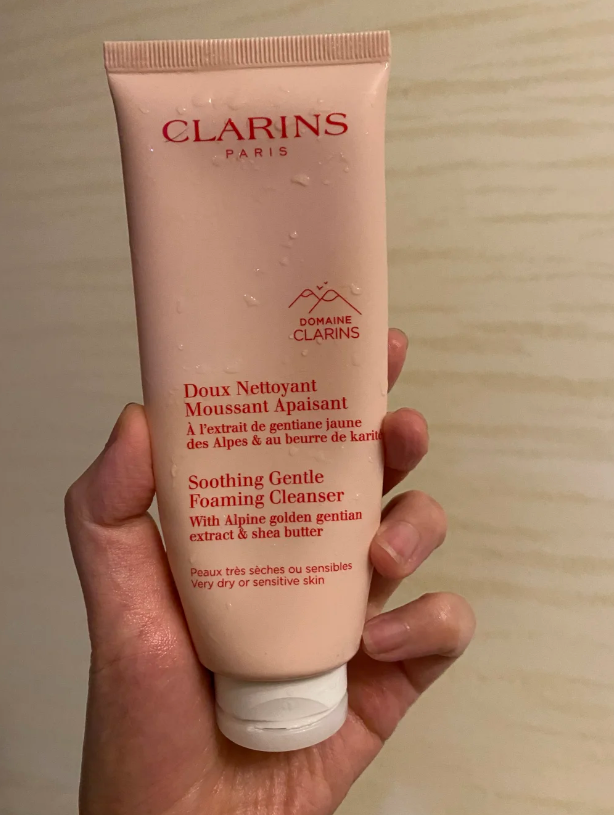 CLARINS
PARIS
DOMAINE
CLARINS
Doux Nettoyant
Moussant Apaisant
À l'extrait de gentiane jaune
des Alpes & au beurre de karité
Soothing Gentle
Foaming Cleanser
With Alpine golden gentian
extract & shea butter
Peaux très sèches ou sensibles
Very dry or sensitive skin